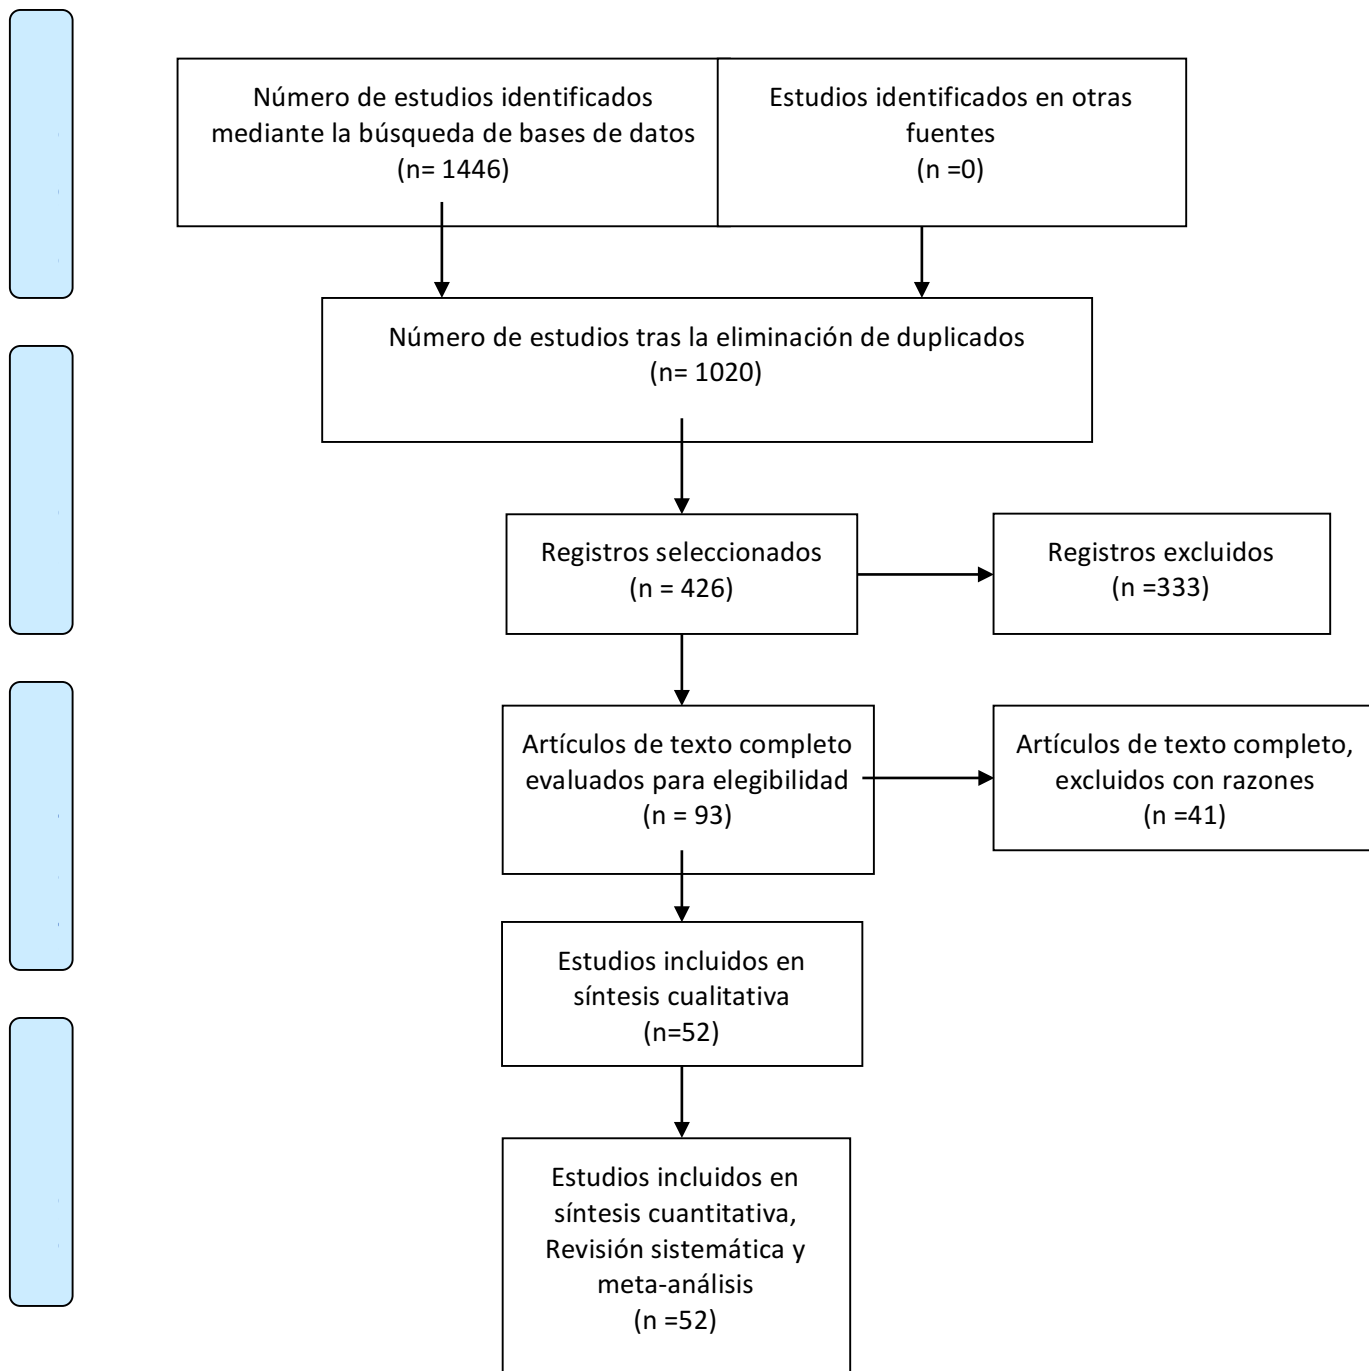 Número de estudios identificados
mediante la búsqueda de bases de datos
(n= 1446)
Estudios identificados en otras
fuentes
(n =0)
Número de estudios tras la eliminación de duplicados
(n= 1020)
Registros seleccionados
(n = 426)
Registros excluidos
(n =333)
Artículos de texto completo
evaluados para elegibilidad
(n = 93)
Artículos de texto completo,
excluidos con razones
(n =41)
Estudios incluidos en
síntesis cualitativa
(n=52)
Estudios incluidos en
síntesis cuantitativa,
Revisión sistemática y
meta-análisis
(n =52)